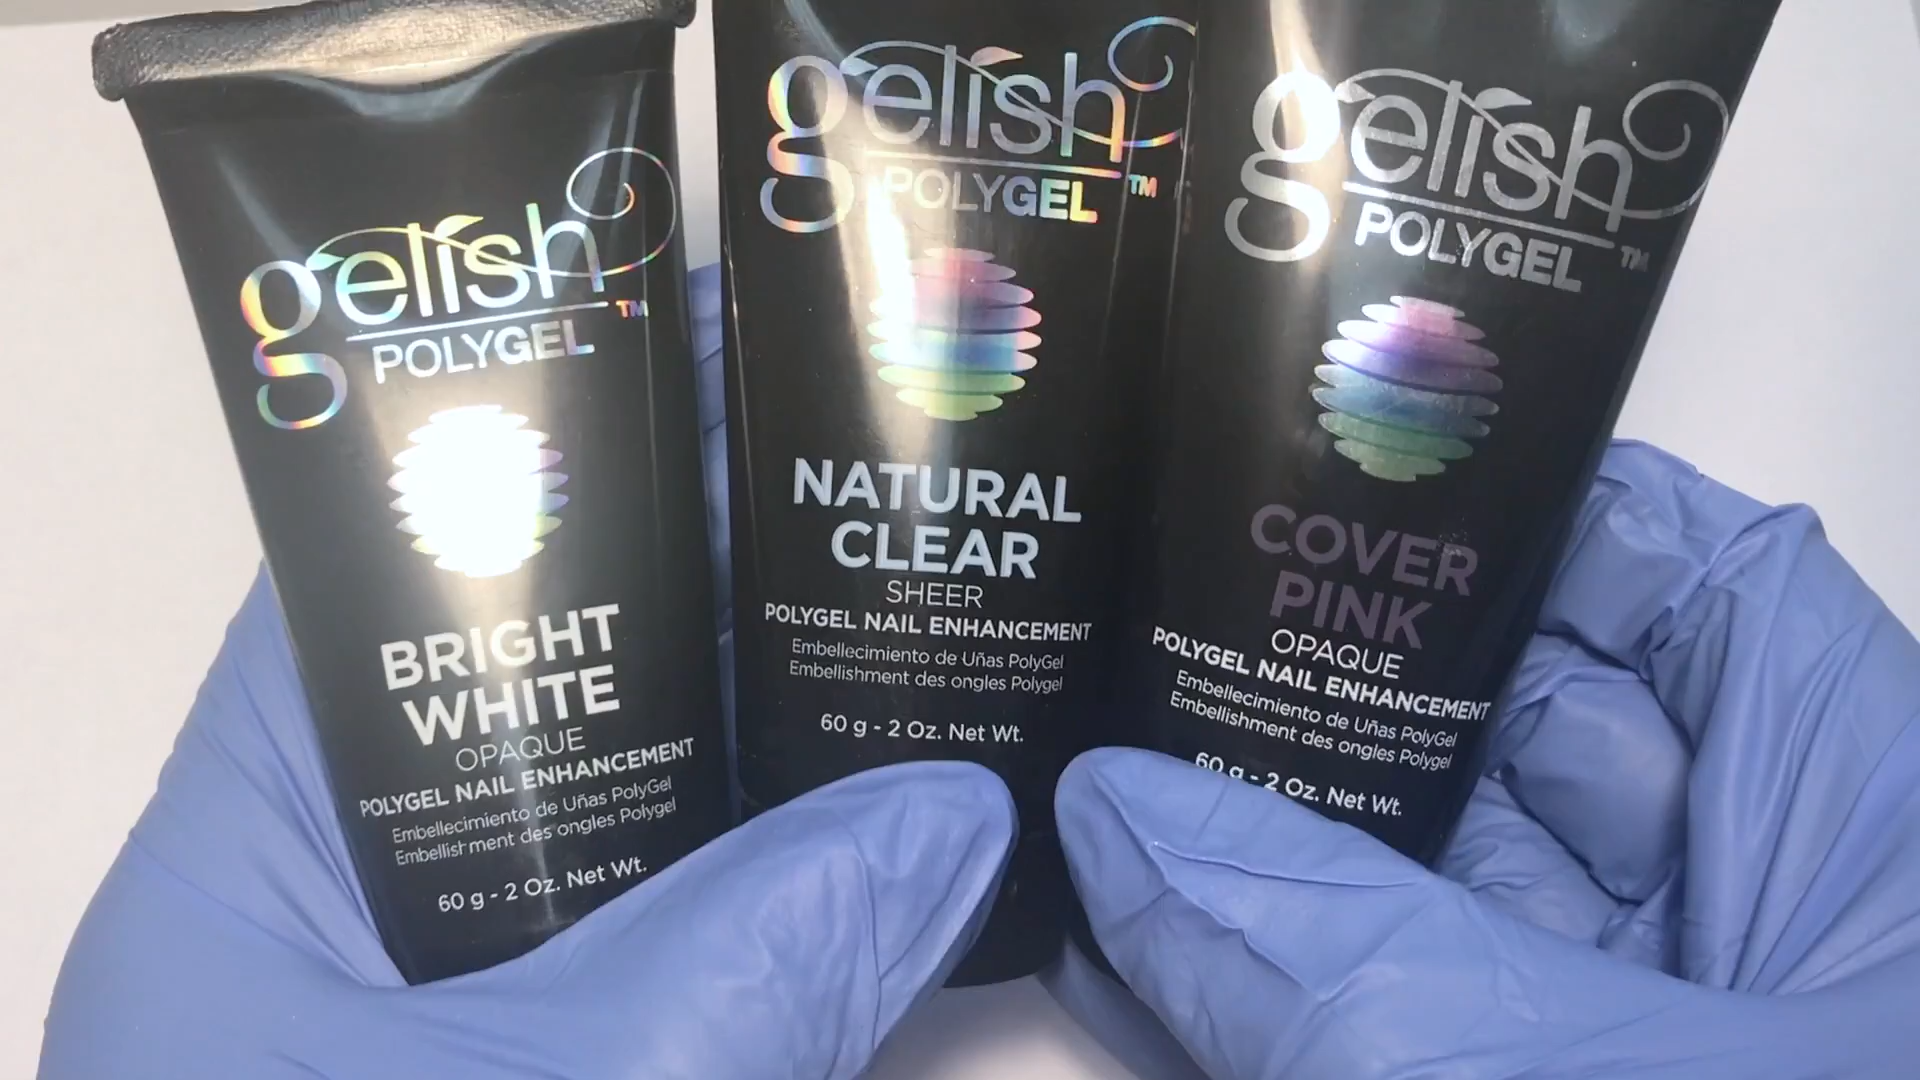 gelish
POLYGEL ™
BRIGHT
WHITE
OPAQUE
POLYGEL NAIL ENHANCEMENT
Embellecimiento de Uñas PolyGel
Embellishment des ongles Polygel
60 g - 2 Oz. Net Wt.
gelish
POLYGEL ™
NATURAL
CLEAR
SHEER
POLYGEL NAIL ENHANCEMENT
Embellecimiento de Uñas PolyGel
Embellishment des ongles Polygel
60 g - 2 Oz. Net Wt.
gelish
POLYGEL ™
COVER
PINK
OPAQUE
POLYGEL NAIL ENHANCEMENT
Embellecimiento de Uñas PolyGel
Embellishment des ongles Polygel
60 g - 2 Oz. Net Wt.